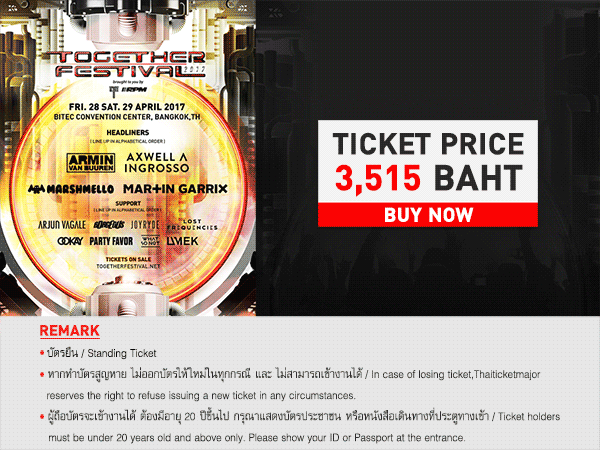 TOGETHER
FESTIVAL 2017
brought to you by
RPM
FRI. 28 SAT. 29 APRIL 2017
BITEC CONVENTION CENTER, BANGKOK,TH
HEADLINERS
( LINE UP IN ALPHABETICAL ORDER )
ARMIN VAN BUUREN
AXWELL Λ INGROSSO
MARSHMELLO
MAR+IN GARRIX
SUPPORT
( LINE UP IN ALPHABETICAL ORDER )
ARJUN VAGALE
BORGEOUS
JOYRYDE
LOST FREQUENCIES
OOKAY
PARTY FAVOR
WHAT SO NOT
TICKETS ON SALE
TOGETHERFESTIVAL.NET
TICKET PRICE
3,515 BAHT
BUY NOW
REMARK
• บัตรยืน / Standing Ticket
• หากทำบัตรสูญหาย ไม่ออกบัตรให้ใหม่ในทุกกรณี และ ไม่สามารถเข้างานได้ / In case of losing ticket,Thaiticketmajor
reserves the right to refuse issuing a new ticket in any circumstances.
• ผู้ถือบัตรจะเข้างานได้ ต้องมีอายุ 20 ปีขึ้นไป กรุณาแสดงบัตรประชาชน หรือหนังสือเดินทางที่ประตูทางเข้า / Ticket holders
must be under 20 years old and above only. Please show your ID or Passport at the entrance.